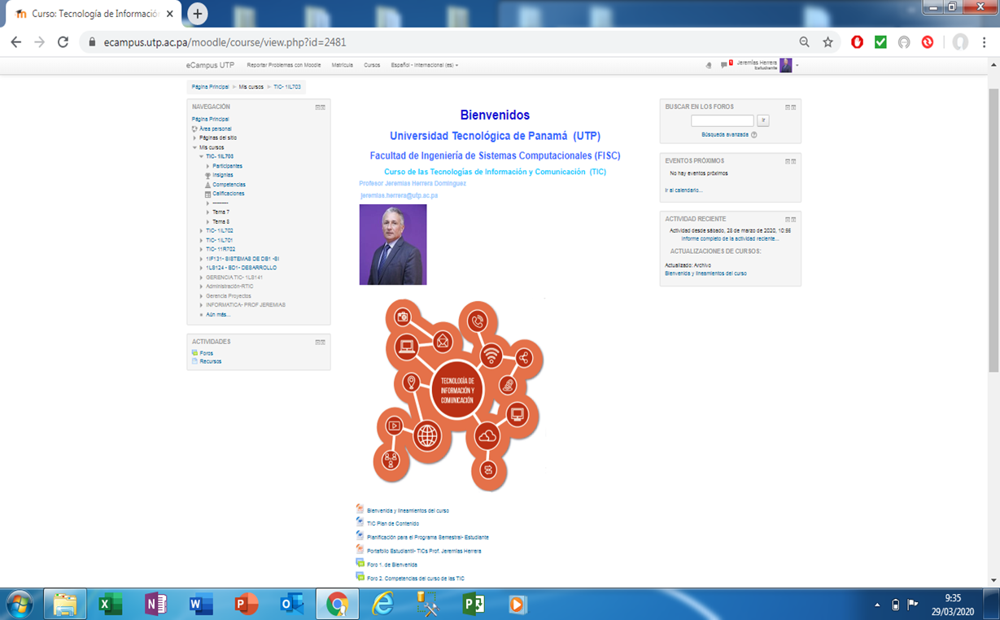 Curso: Tecnología de Información
ecampus.utp.ac.pa/moodle/course/view.php?id=2481
eCampus UTP
Reportar Problemas con Moodle
Matrícula
Cursos
Español - Internacional (es)
1
Jeremías Herrera
Estudiante
Página Principal
Mis cursos
TIC- 1IL703
NAVEGACIÓN
Página Principal
Área personal
Páginas del sitio
Mis cursos
TIC- 1IL703
Participantes
Insignias
Competencias
Calificaciones
----------
Tema 7
Tema 8
TIC- 1IL702
TIC- 1IL701
TIC- 11R702
1IF131- SISTEMAS DE DB1 -SI
1LS124 - BD1- DESARROLLO
GERENCIA TIC- 1LS141
Administración-RTIC
Gerencia Proyectos
INFORMATICA- PROF JEREMIAS
Aún más...
ACTIVIDADES
Foros
Recursos
Bienvenidos
Universidad Tecnológica de Panamá (UTP)
Facultad de Ingeniería de Sistemas Computacionales (FISC)
Curso de las Tecnologías de Información y Comunicación (TIC)
Profesor Jeremías Herrera Domínguez
jeremias.herrera@utp.ac.pa
TECNOLOGÍA DE
INFORMACIÓN Y
COMUNICACIÓN
Bienvenida y lineamientos del curso
TIC Plan de Contenido
Planificación para el Programa Semestral- Estudiante
Portafolio Estudiantil- TICs Prof. Jeremías Herrera
Foro 1. de Bienvenida
Foro 2. Competencias del curso de las TIC
BUSCAR EN LOS FOROS
Ir
Búsqueda avanzada
EVENTOS PRÓXIMOS
No hay eventos próximos
Ir al calendario...
ACTIVIDAD RECIENTE
Actividad desde sábado, 28 de marzo de 2020,
Informe completo de la actividad reciente...
ACTUALIZACIONES DE CURSOS:
Actualizado: Archivo
Bienvenida y lineamientos del curso
9:35
29/03/2020